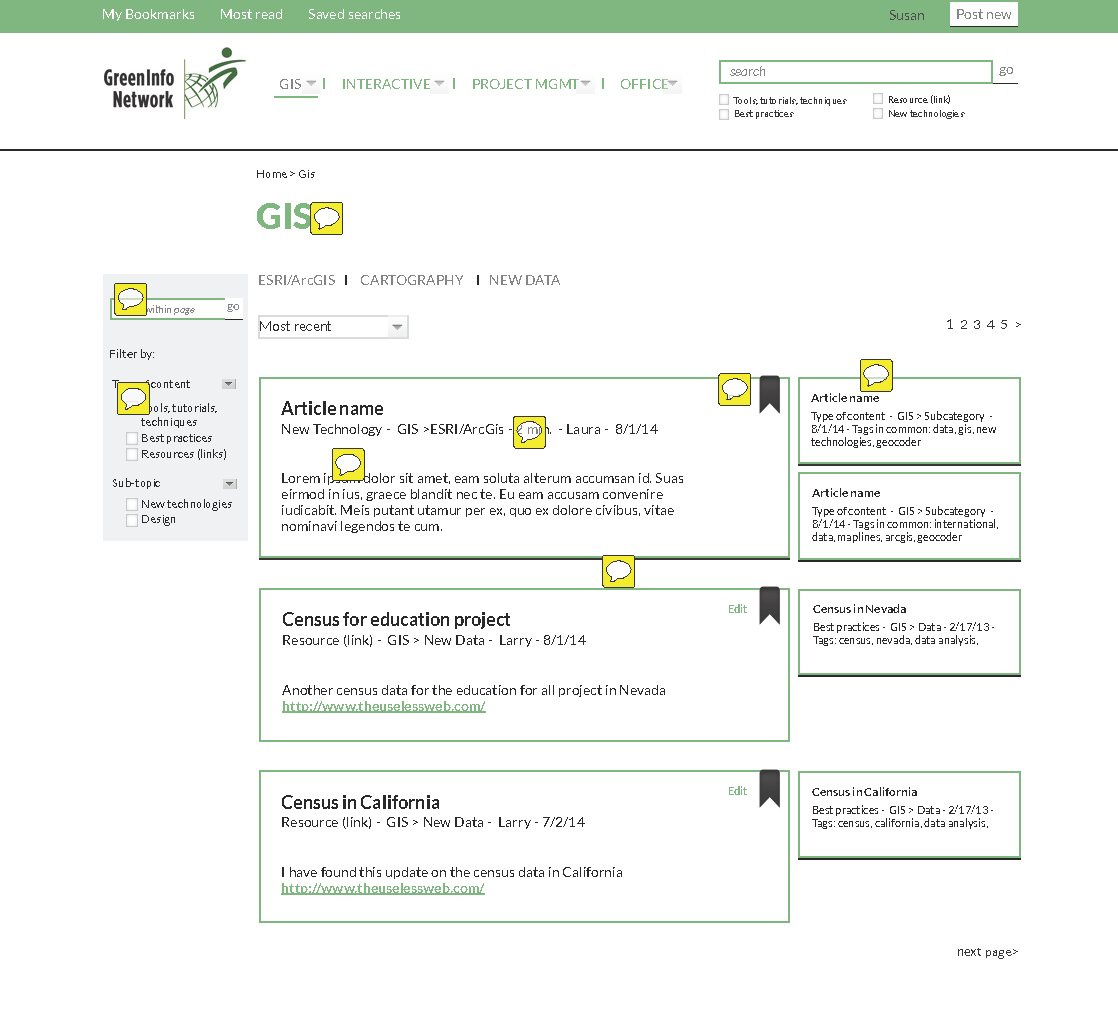 My Bookmarks Most read Saved searches Susan Post new
GreenInfo
Network
GIS INTERACTIVE PROJECT MGMT OFFICE
search go
Tools, tutorials, techniques Resource (link)
Best practices New technologies
Home > Gis
GIS
ESRI/ArcGIS CARTOGRAPHY NEW DATA
within page go
Most recent
1 2 3 4 5 >
Filter by:
content
tools, tutorials,
techniques
Best practices
Resources (links)
Sub-topic
New technologies
Design
Article name
New Technology - GIS >ESRI/ArcGis - 2 min. - Laura - 8/1/14
Lorem ipsum dolor sit amet, eam soluta alterum accumsan id. Suas
eirmod in ius, graece blandit nec te. Eu eam accusam convenire
iudicabit. Meis putant utamur per ex, quo ex dolore civibus, vitae
nominavi legendos te cum.
Article name
Type of content - GIS > Subcategory -
8/1/14 - Tags in common: data, gis, new
technologies, geocoder
Article name
Type of content - GIS > Subcategory -
8/1/14 - Tags in common: international,
data, maplines, arcgis, geocoder
Census for education project
Edit
Resource (link) - GIS > New Data - Larry - 8/1/14
Another census data for the education for all project in Nevada
http://www.theuselessweb.com/
Census in Nevada
Best practices - GIS > Data - 2/17/13 -
Tags: census, nevada, data analysis,
Census in California
Edit
Resource (link) - GIS > New Data - Larry - 7/2/14
I have found this update on the census data in California
http://www.theuselessweb.com/
Census in California
Best practices - GIS > Data - 2/17/13 -
Tags: census, california, data analysis,
next page>